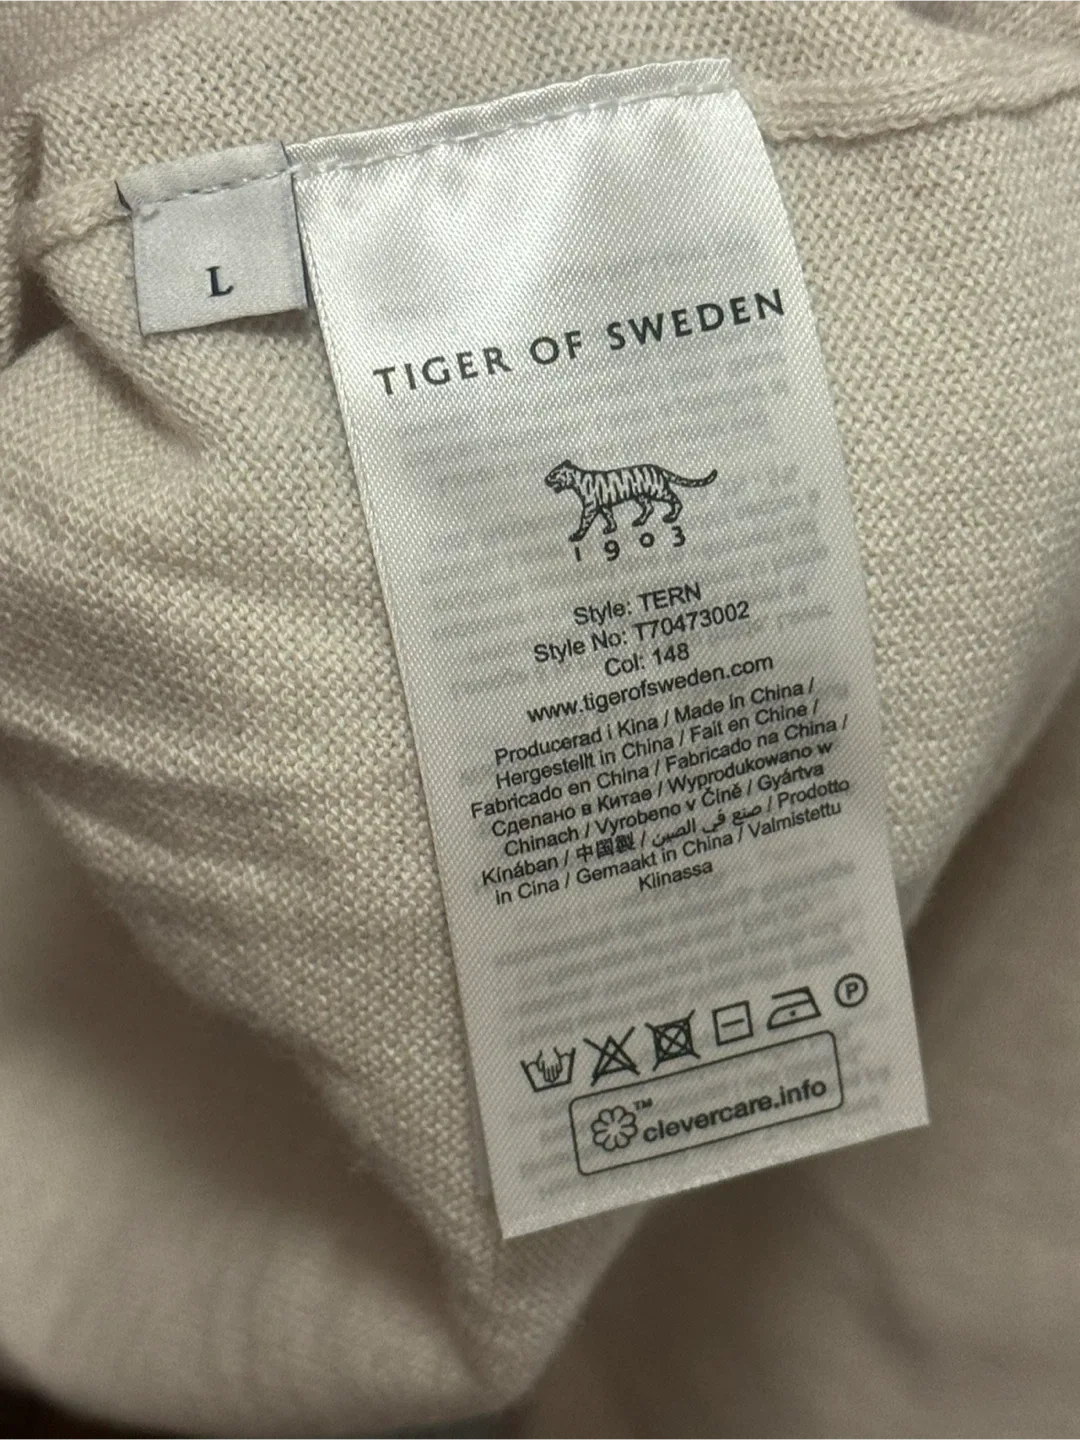 L
TIGER OF SWEDEN
1903
Style: TERN
Style No: T70473002
Col: 148
www.tigerofsweden.com
Producerad i Kina / Made in China /
Hergestellt in China / Fait en Chine /
Fabricado en China / Fabricado na China /
Сделано в Китае / Wyprodukowano w
Chinach / Vyrobeno v Číně / Gyártva
Kínában / 中国製 / صنع في الصين / Prodotto
in Cina / Gemaakt in China / Valmistettu
Kiinassa
P
™
clevercare.info